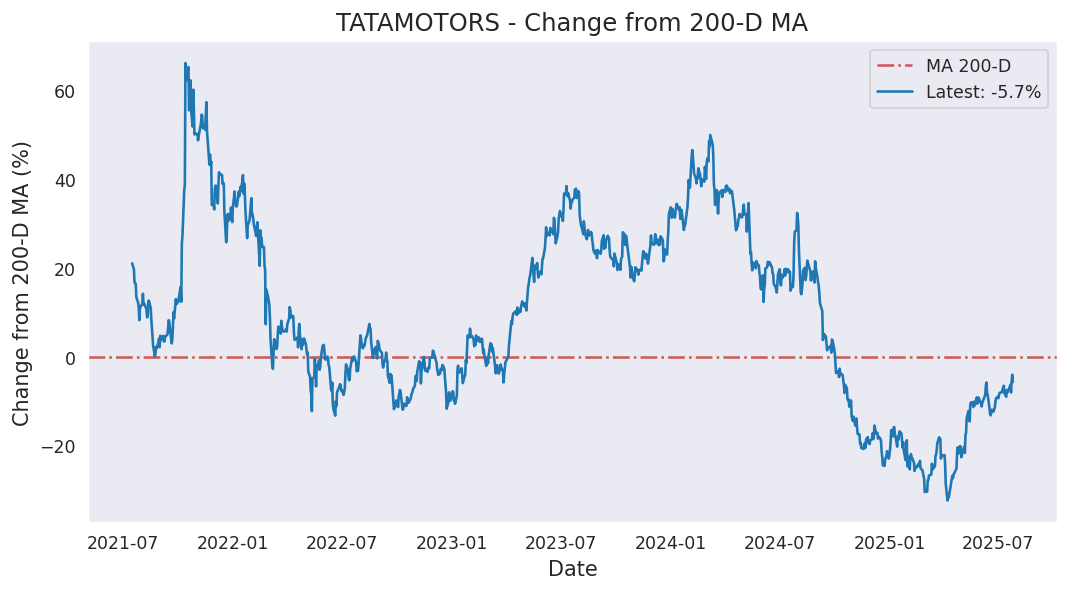 TATAMOTORS - Change from 200-D MA
MA 200-D
Latest: -5.7%
Change from 200-D MA (%)
60
40
20
0
−20
2021-07 2022-01 2022-07 2023-01 2023-07 2024-01 2024-07 2025-01 2025-07
Date